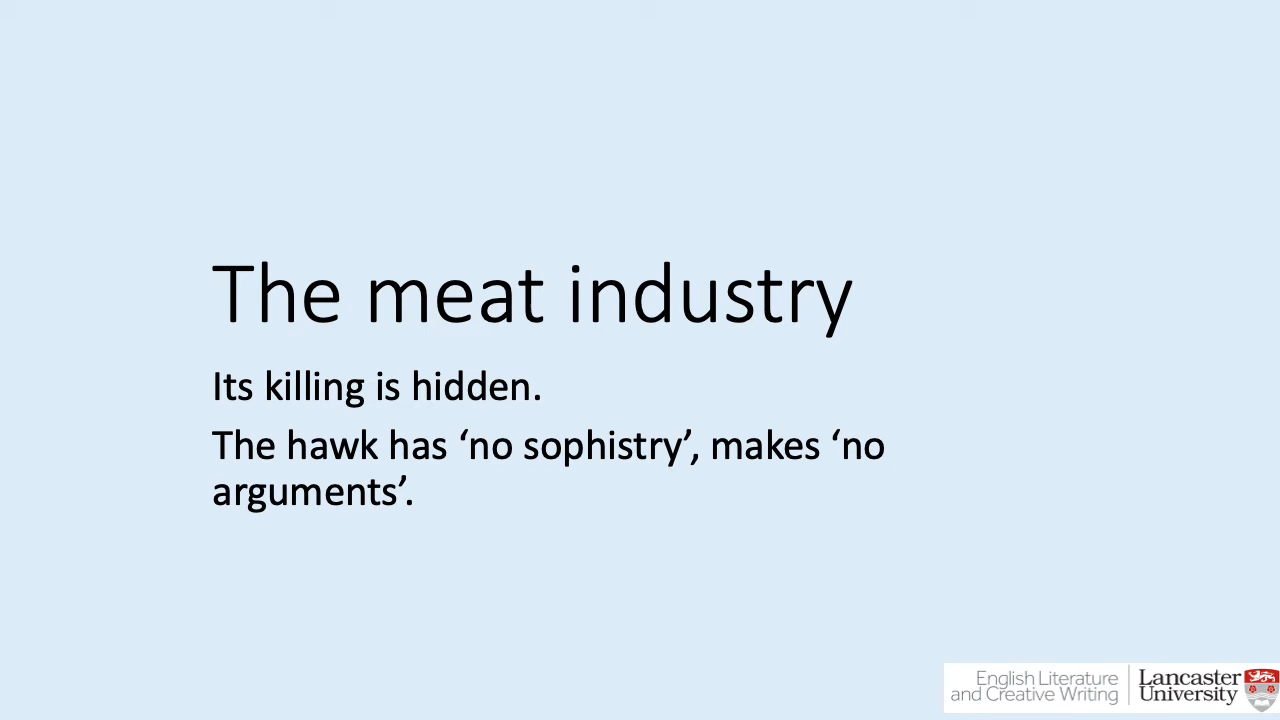 The meat industry
Its killing is hidden.
The hawk has ‘no sophistry’, makes ‘no
arguments’.
English Literature
and Creative Writing
Lancaster
University